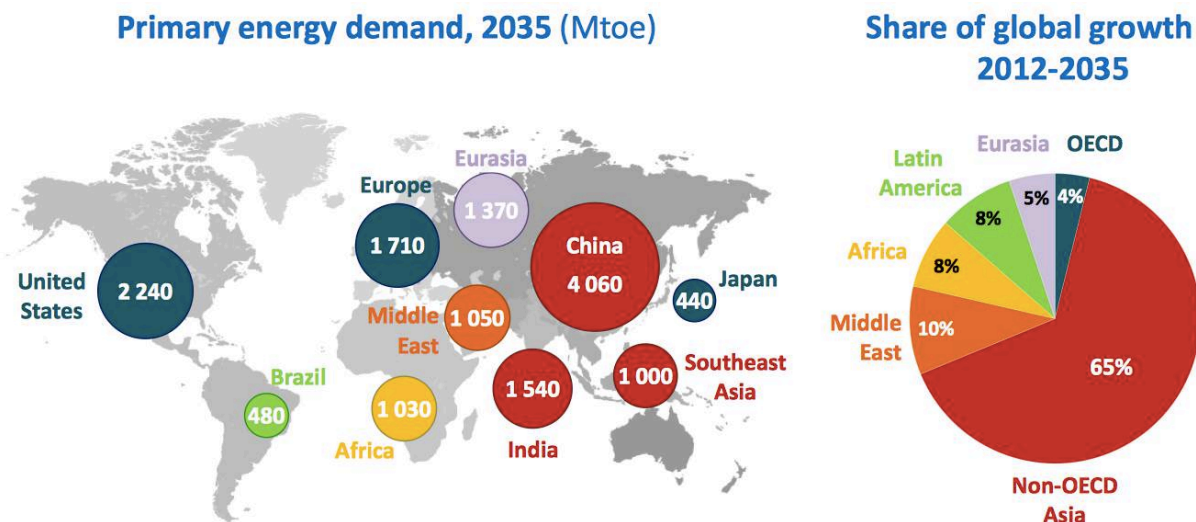 Primary energy demand, 2035 (Mtoe)
Share of global growth
2012-2035
Eurasia
1 370
Europe
1 710
China
4 060
United
States
2 240
Japan
440
Middle
East
1 050
Brazil
480
Africa
1 030
India
1 540
Southeast
Asia
1 000
Eurasia
5%
OECD
4%
Latin
America
8%
Africa
8%
Middle
East
10%
65%
Non-OECD
Asia